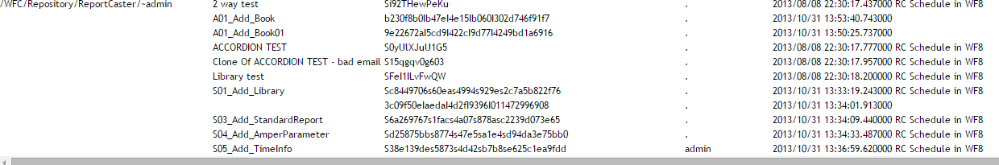 /WFC/Repository/ReportCaster/~admin 2 way test Si92THewPeKu . 2013/08/08 22:30:17.437000 RC Schedule in WF8
A01_Add_Book b230f8b0lb47el4e15lb060l302d746f91f7 . 2013/10/31 13:53:40.743000
A01_Add_Book01 9e22672al5cd9l422cl9d77l4249bd1a6916 . 2013/10/31 13:50:25.737000
ACCORDION TEST S0yUlXJuU1G5 . 2013/08/08 22:30:17.777000 RC Schedule in WF8
Clone Of ACCORDION TEST - bad email S15qgqv0g603 . 2013/08/08 22:30:17.957000 RC Schedule in WF8
Library test SFeI1ILvFwQW . 2013/08/08 22:30:18.200000 RC Schedule in WF8
S01_Add_Library Sc8449706s60eas4994s929es2c7a5b822f76 . 2013/10/31 13:33:19.243000 RC Schedule in WF8
3c09f50elaedal4d2fl9396l011472996908 . 2013/10/31 13:34:01.913000
S03_Add_StandardReport S6a269767s1facs4a07s878asc2239d073e65 . 2013/10/31 13:34:09.440000 RC Schedule in WF8
S04_Add_AmperParameter Sd25875bbs8774s47e5sa1e4sd94da3e75bb0 . 2013/10/31 13:34:33.487000 RC Schedule in WF8
S05_Add_TimeInfo S38e139des5873s4d42sb7b8se625c1ea9fdd admin 2013/10/31 13:36:59.620000 RC Schedule in WF8